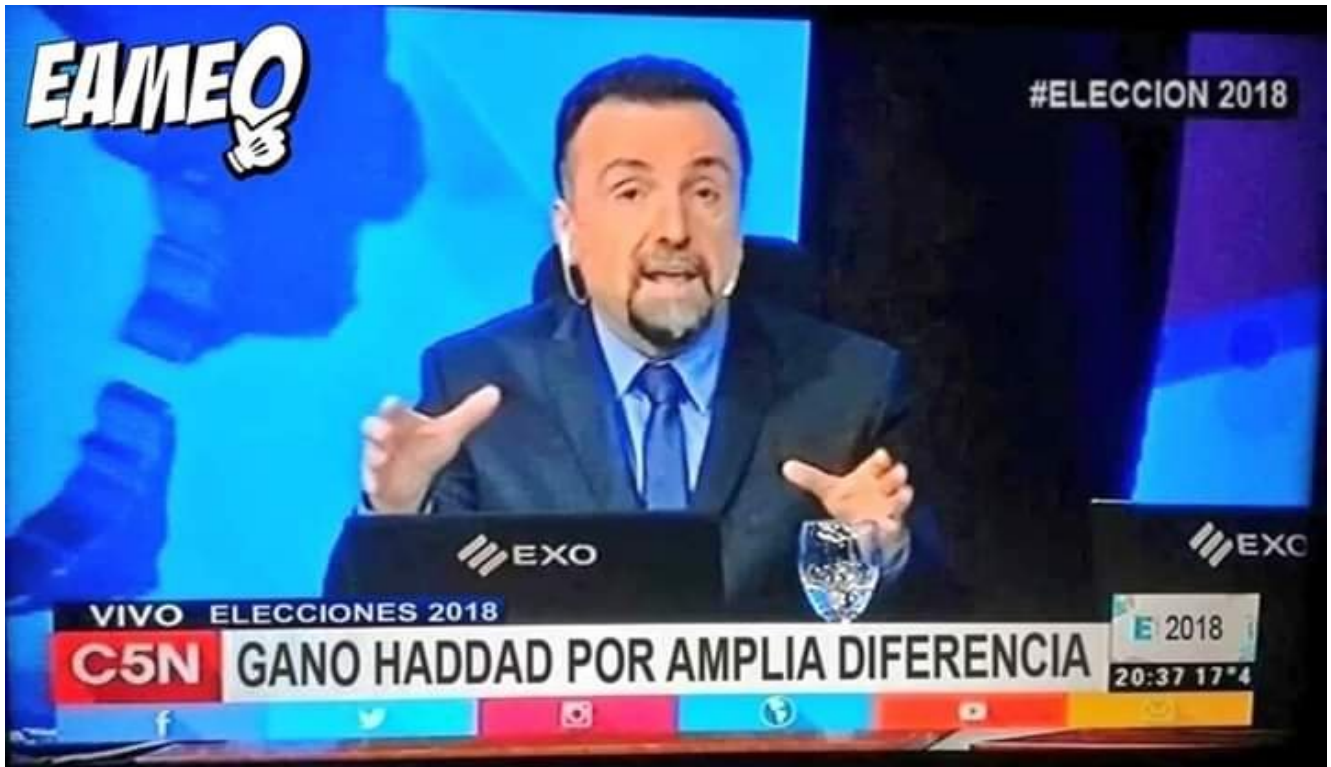 EAMEO
#ELECCION 2018
EXO
EXO
VIVO ELECCIONES 2018
C5N GANO HADDAD POR AMPLIA DIFERENCIA
E 2018
20:37 17°4